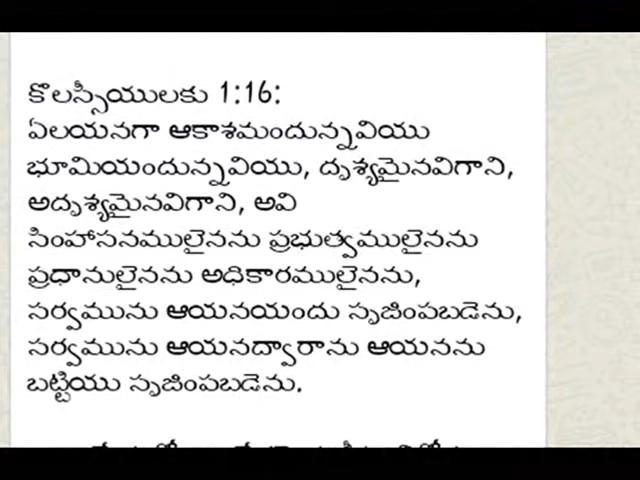 కొలస్సీయులకు 1:16:
ఏలయనగా ఆకాశమందున్నవియు
భూమియందున్నవియు, దృశ్యమైనవిగాని,
అదృశ్యమైనవిగాని, అవి
సింహాసనములైనను ప్రభుత్వములైనను
ప్రధానులైనను అధికారములైనను,
సర్వమును ఆయనయందు సృజింపబడెను,
సర్వమును ఆయనద్వారాను ఆయనను
బట్టియు సృజింపబడెను.